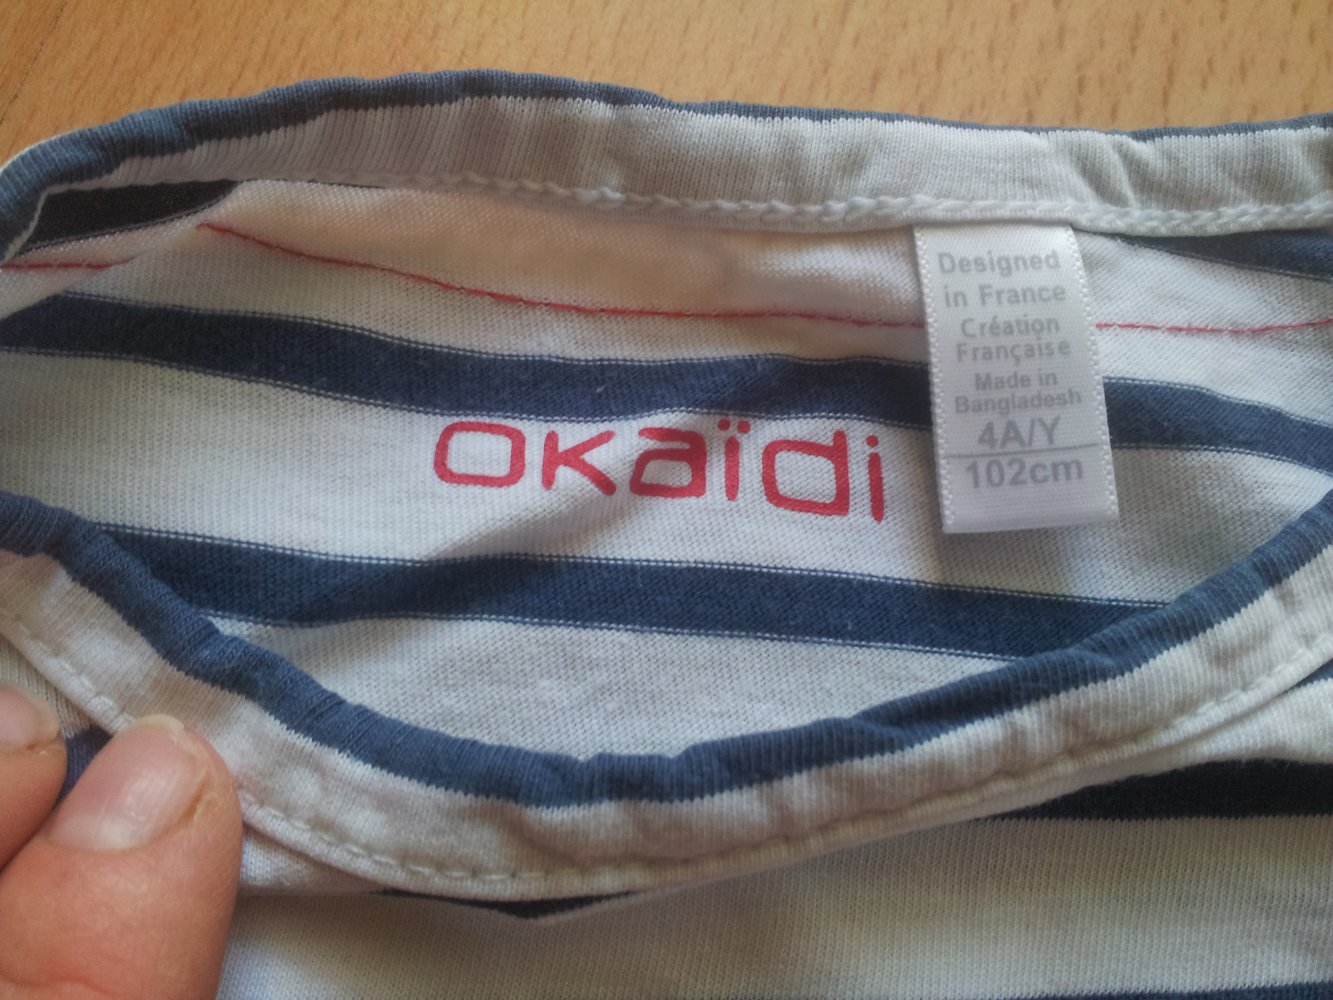 okaïdi
Designed
in France
Création
Française
Made in
Bangladesh
4A/Y
102cm